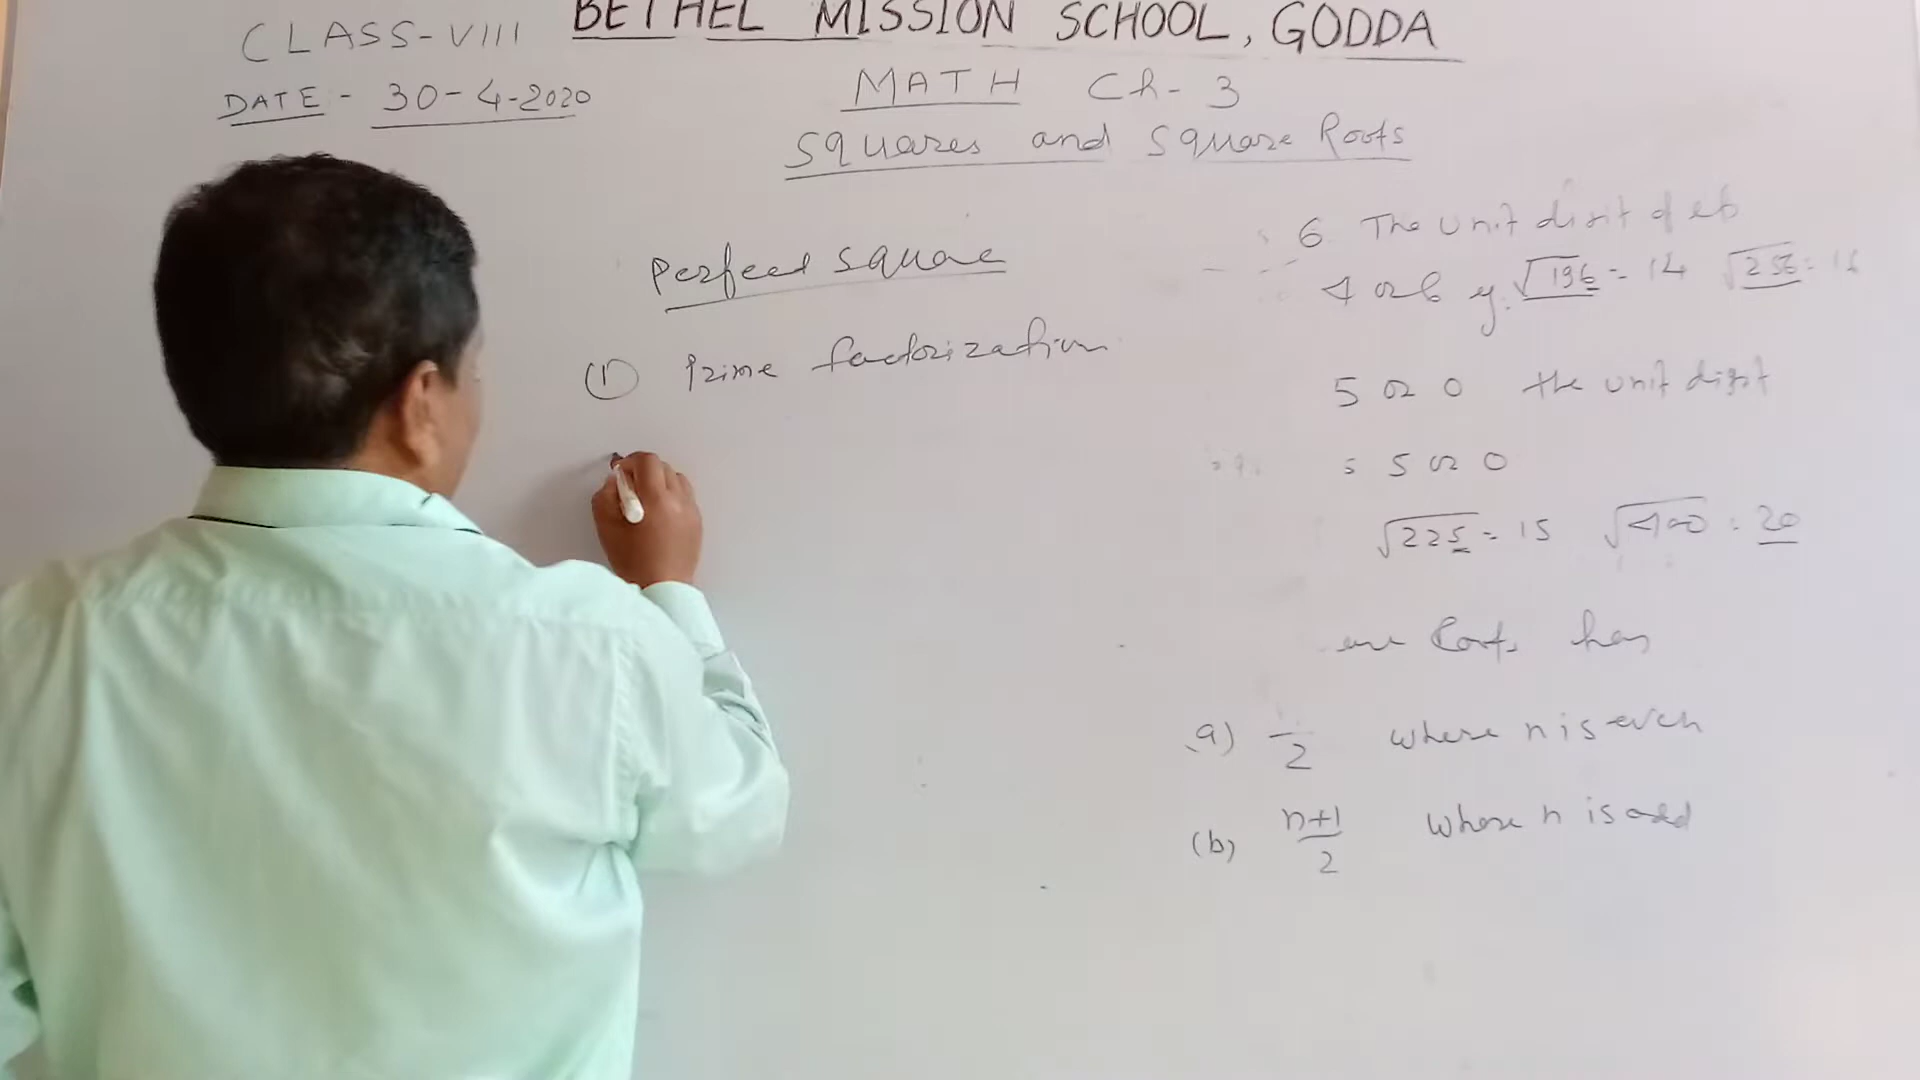 BETHEL MISSION SCHOOL, GODDA
CLASS-VIII
DATE - 30-4-2020
MATH Ch- 3
Squares and Square Roots
Perfect Square
(1) Prime factorization
6 The Unit digit of
4 or 6 √196 = 14 √256 = 16
5 or 0 the unit digit
5 or 0
√225 = 15 √400 = 20
Root has
(a) 2 where n is even
(b) n+1/2 where n is odd